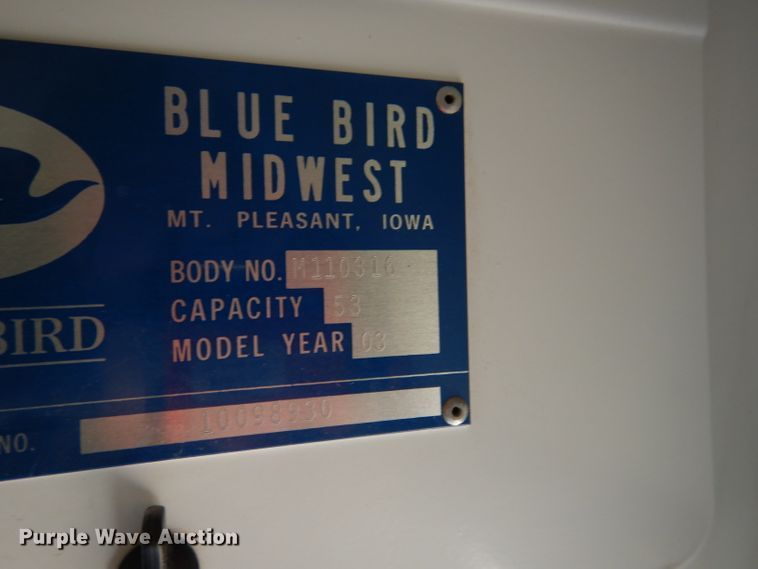 BLUE BIRD
MIDWEST
MT. PLEASANT, IOWA
BODY NO. M110316
CAPACITY 53
MODEL YEAR 03
BIRD
NO. 10098930
Purple Wave Auction